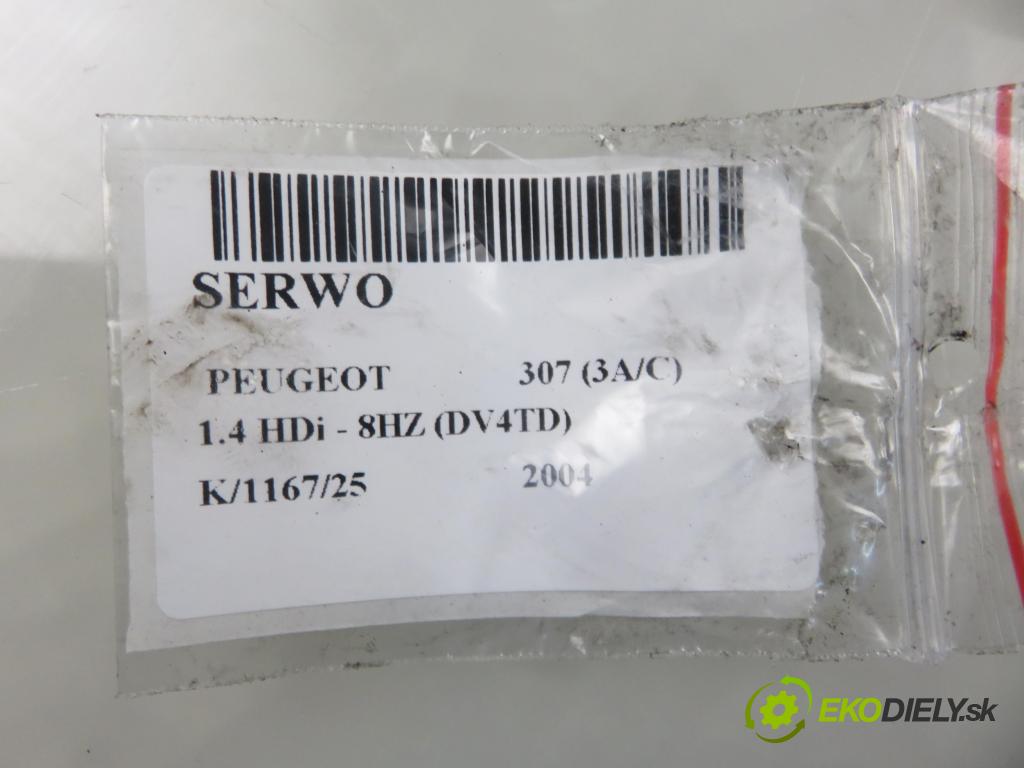 SERWO
PEUGEOT 307 (3A/C)
1.4 HDi - 8HZ (DV4TD)
K/1167/25 2004
EKODIELY.sk